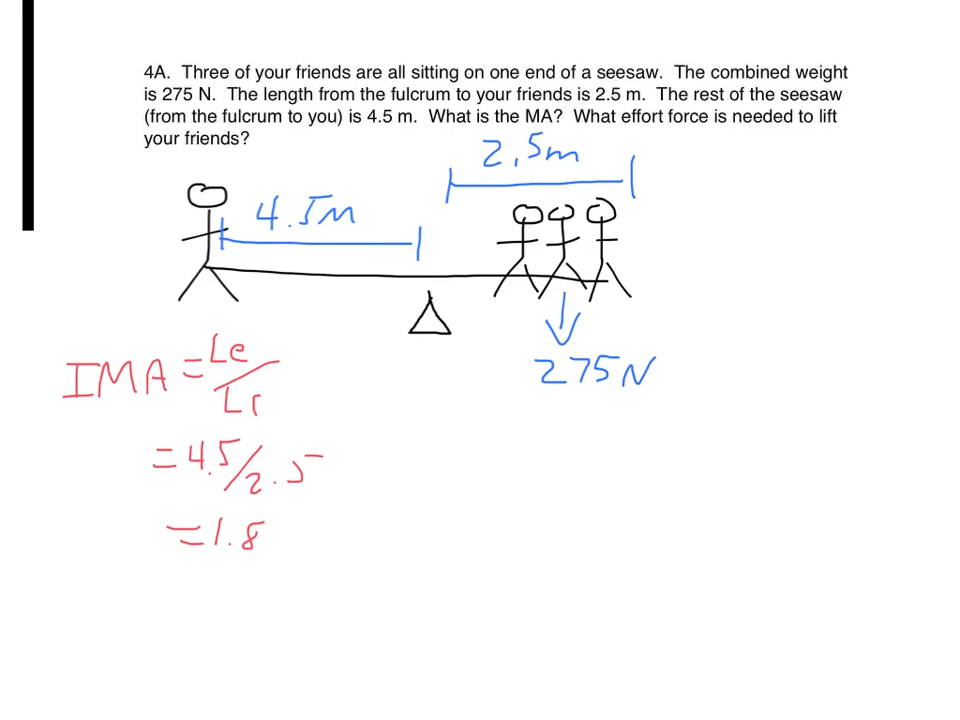 4A. Three of your friends are all sitting on one end of a seesaw. The combined weight
is 275 N. The length from the fulcrum to your friends is 2.5 m. The rest of the seesaw
(from the fulcrum to you) is 4.5 m. What is the MA? What effort force is needed to lift
your friends?
2.5m
4.5m
275N
IMA = Le/Lr
= 4.5/2.5
= 1.8